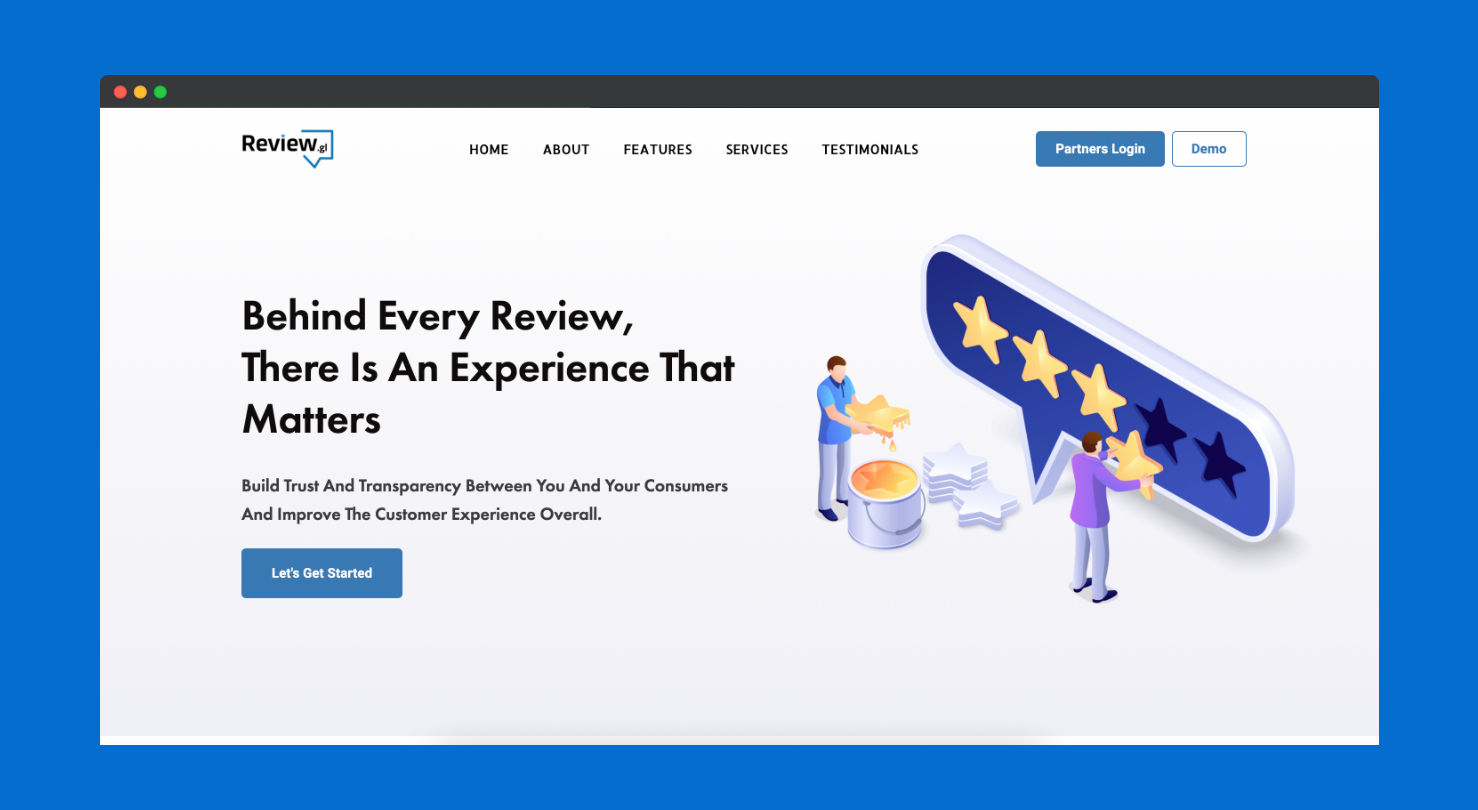 Review.gl
HOME
ABOUT
FEATURES
SERVICES
TESTIMONIALS
Partners Login
Demo
Behind Every Review,
There Is An Experience That
Matters
Build Trust And Transparency Between You And Your Consumers
And Improve The Customer Experience Overall.
Let's Get Started